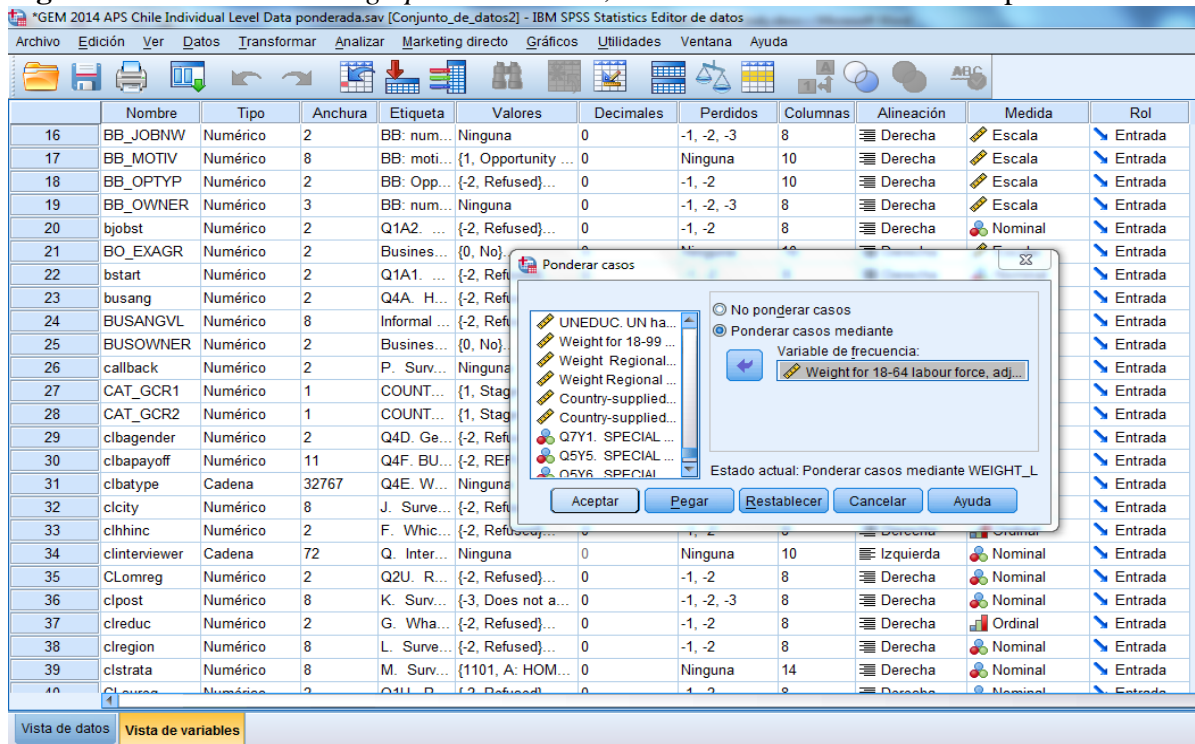 *GEM 2014 APS Chile Individual Level Data ponderada.sav [Conjunto_de_datos2] - IBM SPSS Statistics Editor de datos
Archivo Edición Ver Datos Transformar Analizar Marketing directo Gráficos Utilidades Ventana Ayuda
Nombre Tipo Anchura Etiqueta Valores Decimales Perdidos Columnas Alineación Medida Rol
16 BB_JOBNW Numérico 2 BB: num... Ninguna 0 -1, -2, -3 8 Derecha Escala Entrada
17 BB_MOTIV Numérico 8 BB: moti... {1, Opportunity ... 0 Ninguna 10 Derecha Escala Entrada
18 BB_OPTYP Numérico 2 BB: Opp... {-2, Refused}... 0 -1, -2 10 Derecha Escala Entrada
19 BB_OWNER Numérico 3 BB: num... Ninguna 0 -1, -2, -3 8 Derecha Escala Entrada
20 bjobst Numérico 2 Q1A2. ... {-2, Refused}... 0 -1, -2 8 Derecha Nominal Entrada
21 BO_EXAGR Numérico 2 Busines... {0, No}. Entrada
22 bstart Numérico 2 Q1A1. ... {-2, Refu Entrada
23 busang Numérico 2 Q4A. H... {-2, Refu Entrada
24 BUSANGVL Numérico 8 Informal ... {-2, Refu Entrada
25 BUSOWNER Numérico 2 Busines... {0, No}. Entrada
26 callback Numérico 2 P. Surv... Ninguna Entrada
27 CAT_GCR1 Numérico 1 COUNT... {1, Stag Entrada
28 CAT_GCR2 Numérico 1 COUNT... {1, Stag Entrada
29 clbagender Numérico 2 Q4D. Ge... {-2, Refu Entrada
30 clbapayoff Numérico 11 Q4F. BU... {-2, REF Entrada
31 clbatype Cadena 32767 Q4E. W... Ninguna Entrada
32 clcity Numérico 8 J. Surve... {-2, Refu Entrada
33 clhhinc Numérico 2 F. Whic... Entrada
34 clinterviewer Cadena 72 Q. Inter... Ninguna 0 Ninguna 10 Izquierda Nominal Entrada
35 CLomreg Numérico 2 Q2U. R... {-2, Refused}... 0 -1, -2 8 Derecha Nominal Entrada
36 clpost Numérico 8 K. Surv... {-3, Does not a... 0 -1, -2, -3 8 Derecha Nominal Entrada
37 clreduc Numérico 2 G. Wha... {-2, Refused}... 0 -1, -2 8 Derecha Ordinal Entrada
38 clregion Numérico 8 L. Surve... {-2, Refused}... 0 -1, -2 8 Derecha Nominal Entrada
39 clstrata Numérico 8 M. Surv... {1101, A: HOM... 0 Ninguna 14 Derecha Nominal Entrada
Ponderar casos
UNEDUC. UN ha...
Weight for 18-99 ...
Weight Regional...
Weight Regional ...
Country-supplied...
Country-supplied...
Q7Y1. SPECIAL ...
Q5Y5. SPECIAL ...
Q5Y6. SPECIAL
No ponderar casos
Ponderar casos mediante
Variable de frecuencia:
Weight for 18-64 labour force, adj...
Estado actual: Ponderar casos mediante WEIGHT_L
Aceptar Pegar Restablecer Cancelar Ayuda
Vista de datos Vista de variables